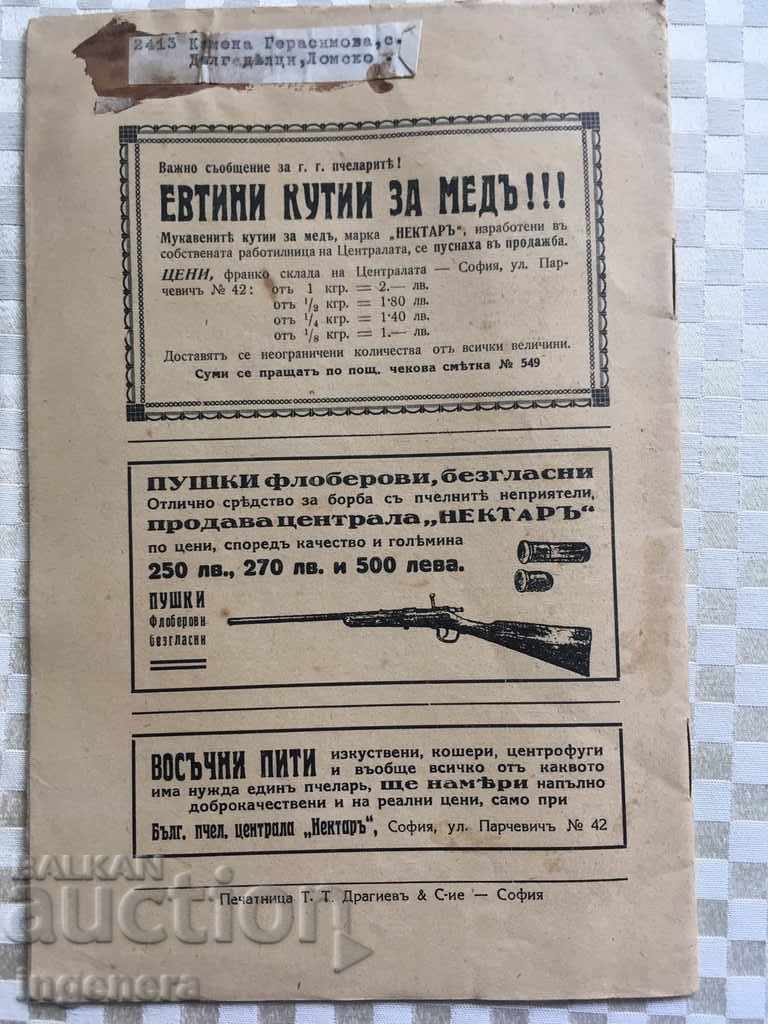 2413 Камена Герасимова, с.
Дългоделци, Ломско .
Важно съобщение за г. г. пчеларитѣ!
ЕВТИНИ КУТИИ ЗА МЕДЪ!!!
Мукавенитѣ кутии за медъ, марка „НЕКТАРЪ“, изработени въ
собствената работилница на Централата, се пуснаха въ продажба.
ЦЕНИ, франко склада на Централата — София, ул. Пар-
чевичъ № 42: отъ 1 кгр. = 2.— лв.
отъ 1/2 кгр. = 1·80 лв.
отъ 1/4 кгр. = 1·40 лв.
отъ 1/8 кгр. = 1.— лв.
Доставятъ се неограничени количества отъ всички величини.
Суми се пращатъ по пощ. чекова смѣтка № 549
ПУШКИ флоберови, безгласни
Отлично срѣдство за борба съ пчелнитѣ неприятели,
продава централа „НЕКТАРЪ“
по цени, споредъ качество и голѣмина
250 лв., 270 лв. и 500 лева.
ПУШКИ
Флоберови
безгласни
ВОСЪЧНИ ПИТИ изкуствени, кошери, центрофуги
и въобще всичко отъ каквото
има нужда единъ пчеларь, ще намѣри напълно
доброкачествени и на реални цени, само при
Бълг. пчел. централа „Нектаръ“, София, ул. Парчевичъ № 42
Печатница Т. Т. Драгиевъ & С-ие — София
BALKAN
auction
ingenera